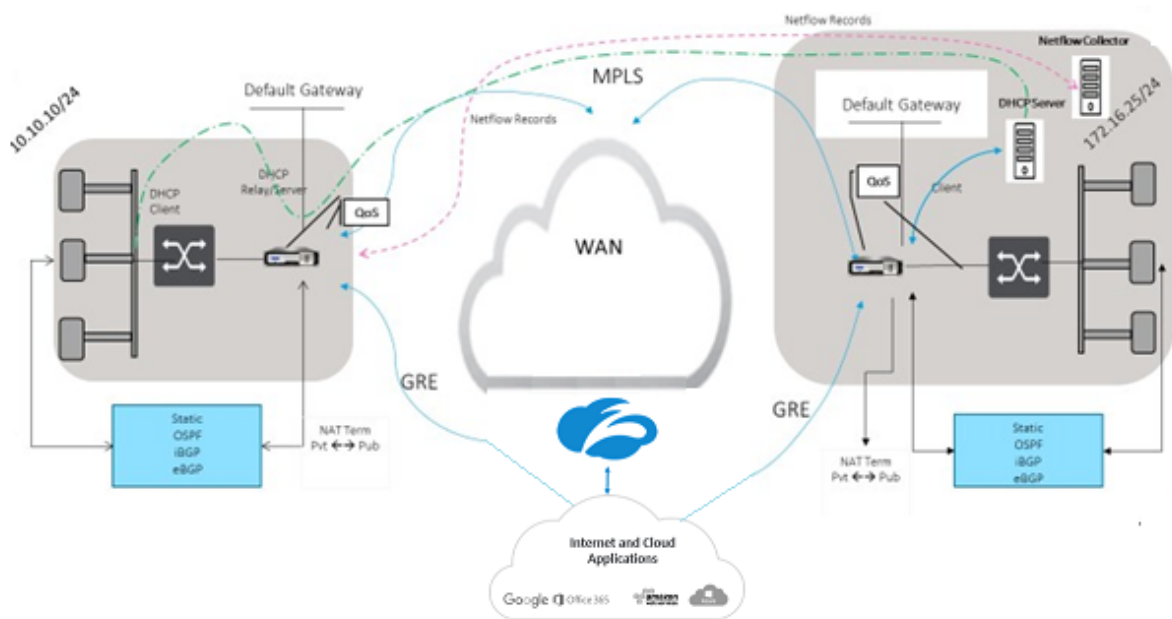 Netflow Records
Netflow Collector
MPLS
Default Gateway
Default Gateway
DHCP Server
10.10.10/24
172.16.25/24
Netflow Records
DHCP
Client
DHCP
Relay/Server
QoS
QoS
Client
WAN
GRE
GRE
Static
OSPF
iBGP
eBGP
NAT Term
Pvt ←→ Pub
NAT Term
Pvt ←→ Pub
Static
OSPF
iBGP
eBGP
Internet and Cloud
Applications
Google Office 365 amazon